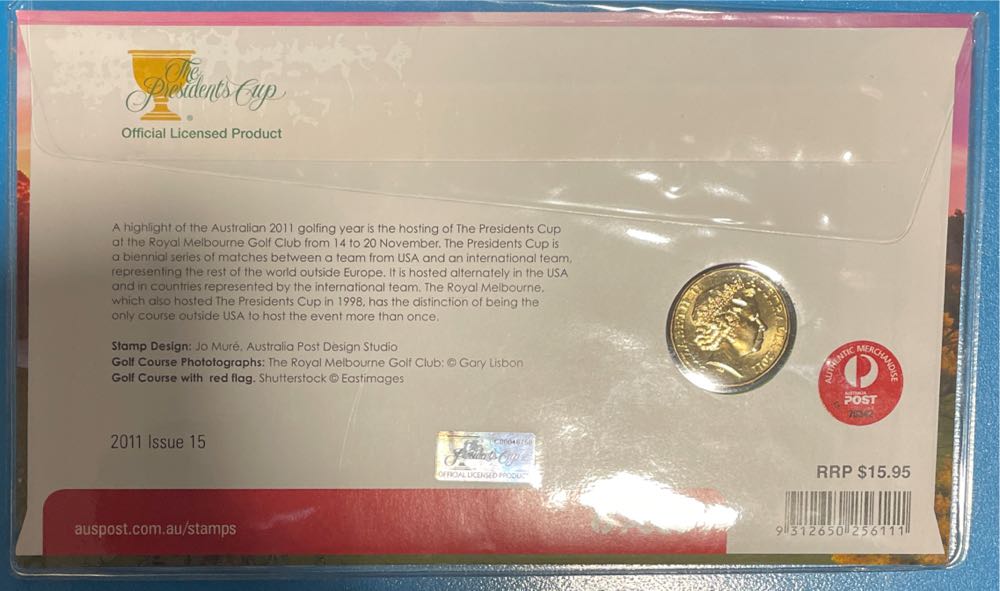 The
Presidents Cup
Official Licensed Product
A highlight of the Australian 2011 golfing year is the hosting of The Presidents Cup
at the Royal Melbourne Golf Club from 14 to 20 November. The Presidents Cup is
a biennial series of matches between a team from USA and an international team,
representing the rest of the world outside Europe. It is hosted alternately in the USA
and in countries represented by the international team. The Royal Melbourne,
which also hosted The Presidents Cup in 1998, has the distinction of being the
only course outside USA to host the event more than once.
Stamp Design: Jo Muré, Australia Post Design Studio
Golf Course Photographs: The Royal Melbourne Golf Club: © Gary Lisbon
Golf Course with red flag. Shutterstock © Eastimages
2011 Issue 15
AUTHENTIC MERCHANDISE
AUSTRALIA
POST
The
Presidents Cup
OFFICIAL LICENSED PRODUCT
RRP $15.95
auspost.com.au/stamps
9 312650 256111